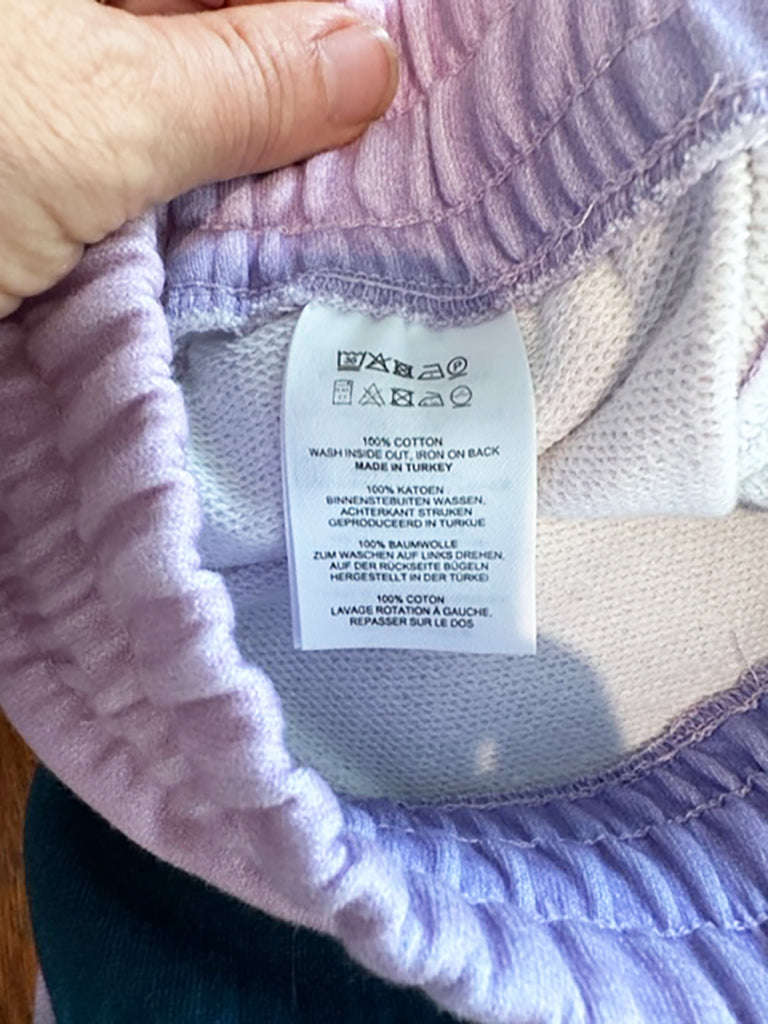 100% COTTON
WASH INSIDE OUT, IRON ON BACK
MADE IN TURKEY
100% KATOEN
BINNENSTEBUITEN WASSEN,
ACHTERKANT STRIJKEN
GEPRODUCEERD IN TURKIJE
100% BAUMWOLLE
ZUM WASCHEN AUF LINKS DREHEN,
AUF DER RÜCKSEITE BÜGELN
HERGESTELLT IN DER TÜRKEI
100% COTON
LAVAGE ROTATION À GAUCHE,
REPASSER SUR LE DOS